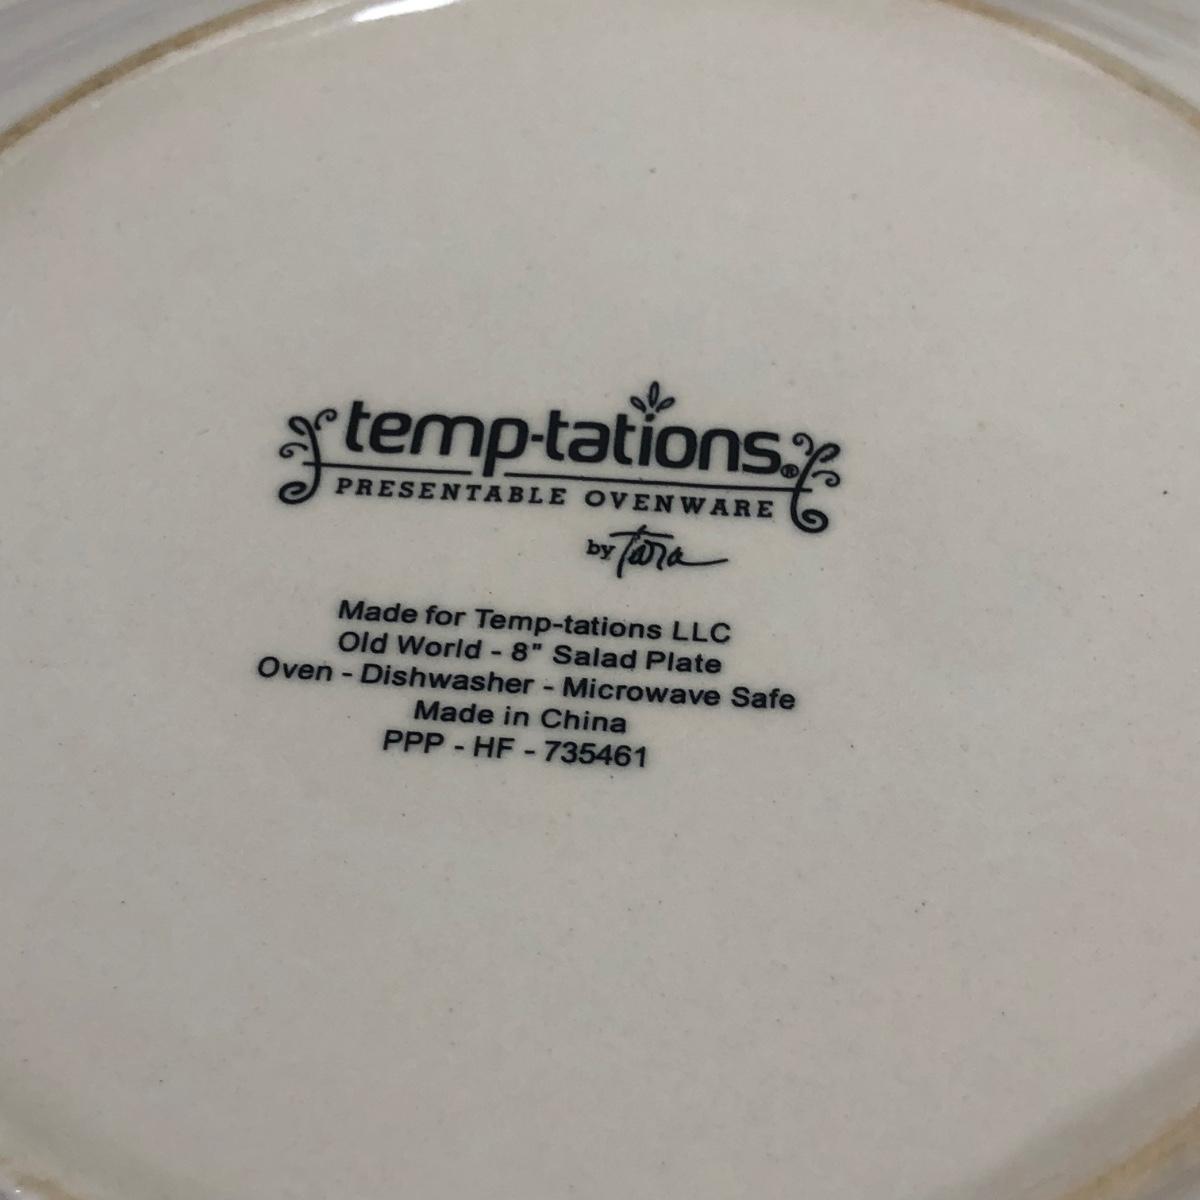 temp-tations®
PRESENTABLE OVENWARE
by Tara
Made for Temp-tations LLC
Old World - 8" Salad Plate
Oven - Dishwasher - Microwave Safe
Made in China
PPP - HF - 735461